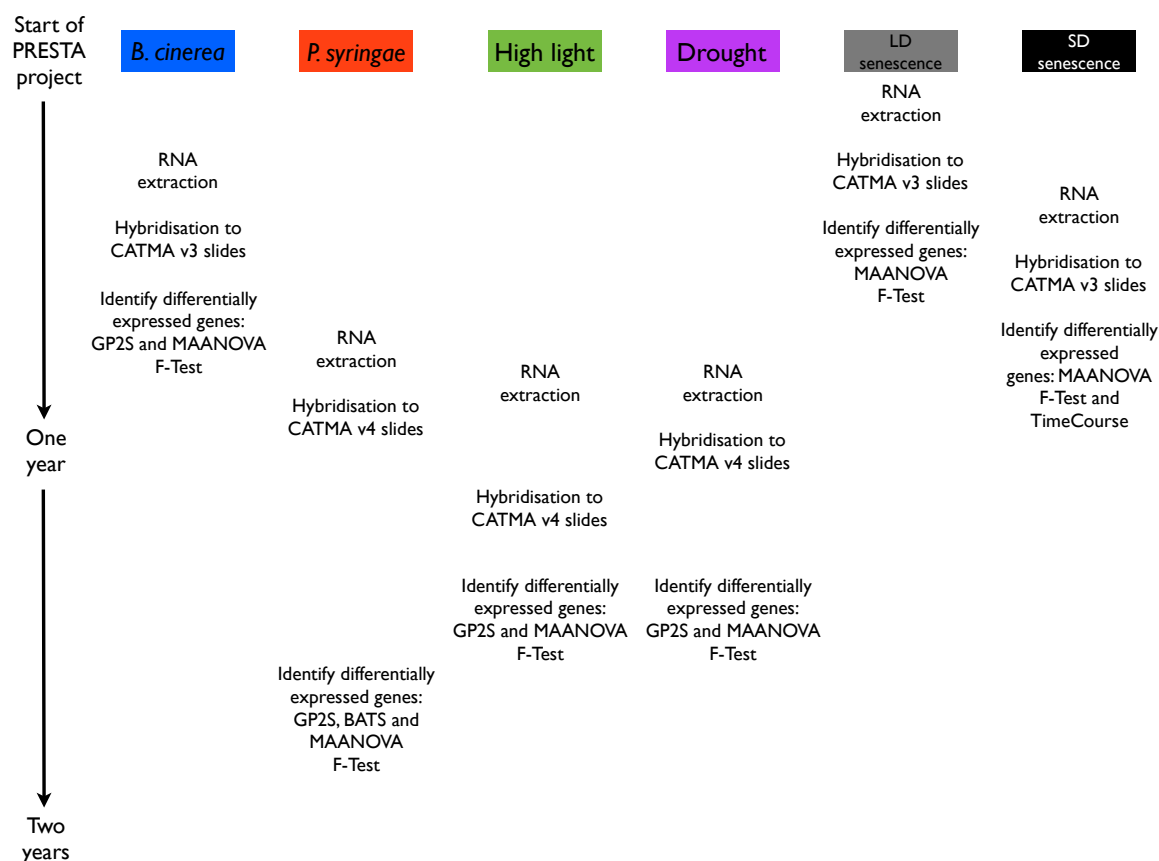 Start of
PRESTA
project
B. cinerea
P. syringae
High light
Drought
LD
senescence
SD
senescence
RNA
extraction
Hybridisation to
CATMA v3 slides
Identify differentially
expressed genes:
GP2S and MAANOVA
F-Test
RNA
extraction
Hybridisation to
CATMA v4 slides
Identify differentially
expressed genes:
GP2S, BATS and
MAANOVA
F-Test
RNA
extraction
Hybridisation to
CATMA v4 slides
Identify differentially
expressed genes:
GP2S and MAANOVA
F-Test
RNA
extraction
Hybridisation to
CATMA v4 slides
Identify differentially
expressed genes:
GP2S and MAANOVA
F-Test
RNA
extraction
Hybridisation to
CATMA v3 slides
Identify differentially
expressed genes:
MAANOVA
F-Test
RNA
extraction
Hybridisation to
CATMA v3 slides
Identify differentially
expressed
genes: MAANOVA
F-Test and
TimeCourse
One
year
Two
years